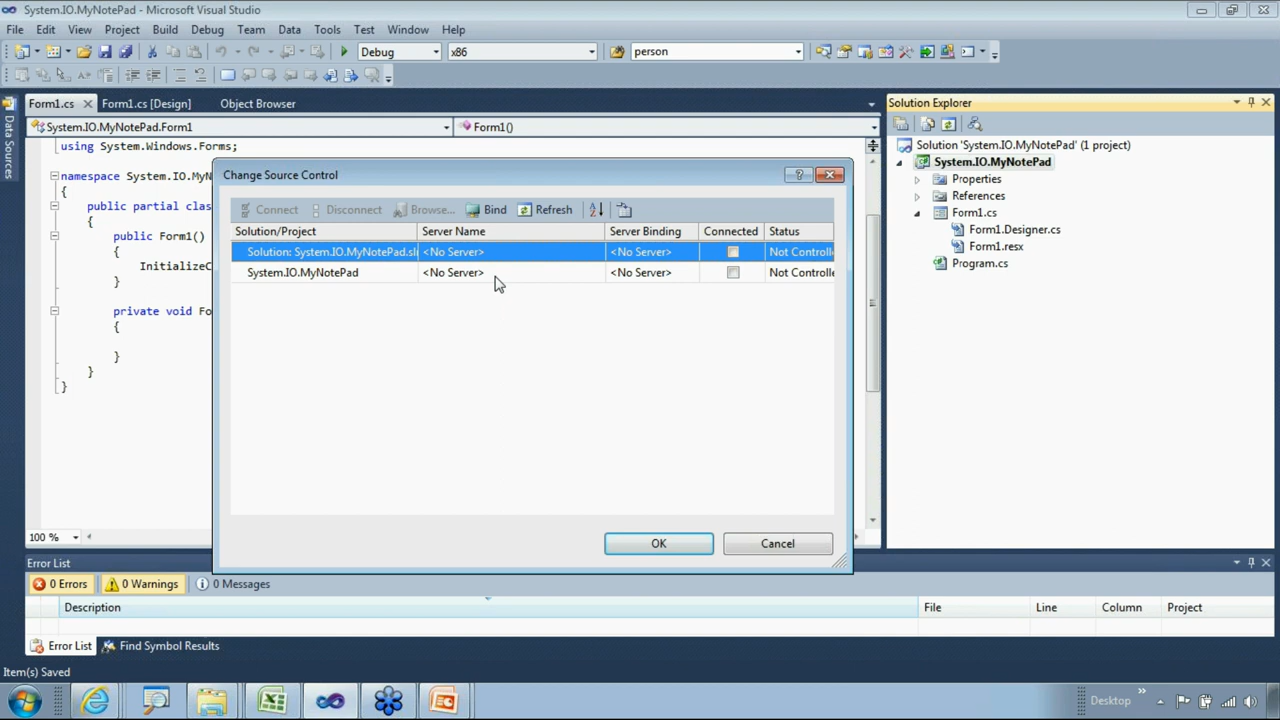 System.IO.MyNotePad - Microsoft Visual Studio
File Edit View Project Build Debug Team Data Tools Test Window Help
Debug x86 person
Form1.cs Form1.cs [Design] Object Browser
System.IO.MyNotePad.Form1 Form1()
using System.Windows.Forms;
namespace System.IO.MyN
{
public partial clas
{
public Form1()
{
InitializeC
}
private void Fo
{
}
}
}
100 %
Data Sources
Change Source Control
Connect Disconnect Browse... Bind Refresh
Solution/Project Server Name Server Binding Connected Status
Solution: System.IO.MyNotePad.sl <No Server> <No Server> Not Controlle
System.IO.MyNotePad <No Server> <No Server> Not Controlle
OK Cancel
Solution Explorer
Solution 'System.IO.MyNotePad' (1 project)
System.IO.MyNotePad
Properties
References
Form1.cs
Form1.Designer.cs
Form1.resx
Program.cs
Error List
0 Errors 0 Warnings 0 Messages
Description File Line Column Project
Error List Find Symbol Results
Item(s) Saved
Desktop